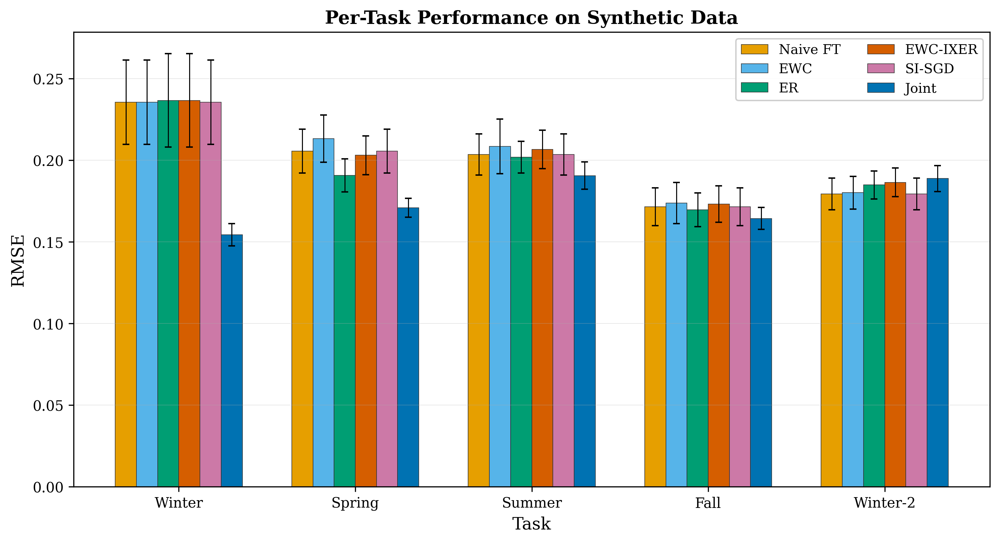 Per-Task Performance on Synthetic Data
Naive FT
EWC
ER
EWC-IXER
SI-SGD
Joint
RMSE
0.25
0.20
0.15
0.10
0.05
0.00
Winter
Spring
Summer
Fall
Winter-2
Task